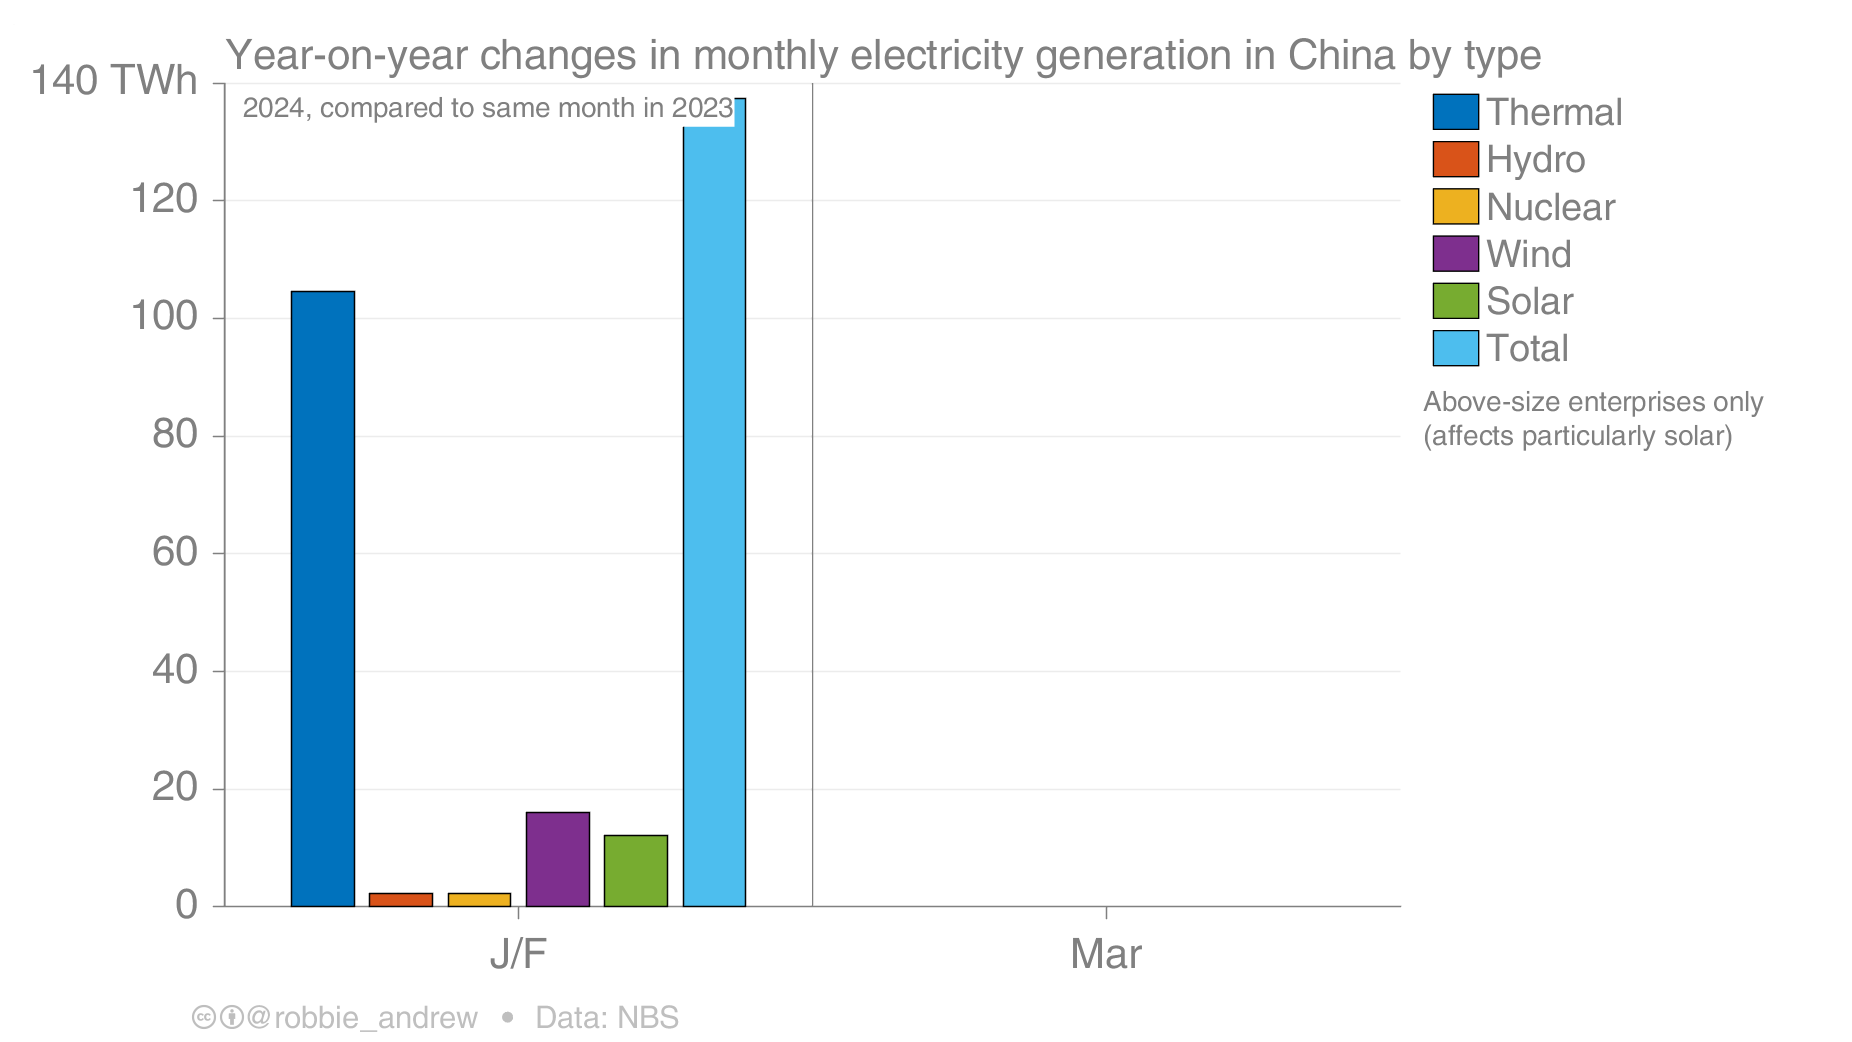 Year-on-year changes in monthly electricity generation in China by type
140 TWh
2024, compared to same month in 2023
120
100
80
60
40
20
0
J/F
Mar
Thermal
Hydro
Nuclear
Wind
Solar
Total
Above-size enterprises only
(affects particularly solar)
cc @robbie_andrew • Data: NBS